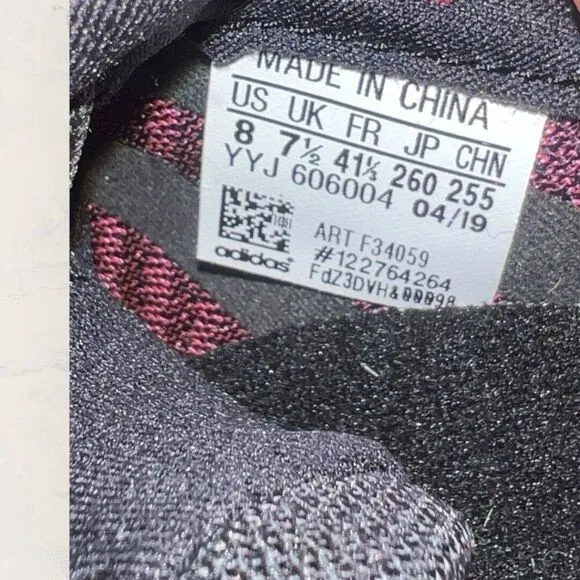 MADE IN CHINA
US UK FR JP CHN
8 7½ 41⅓ 260 255
YYJ 606004 04/19
ART F34059
#122764264
adidas